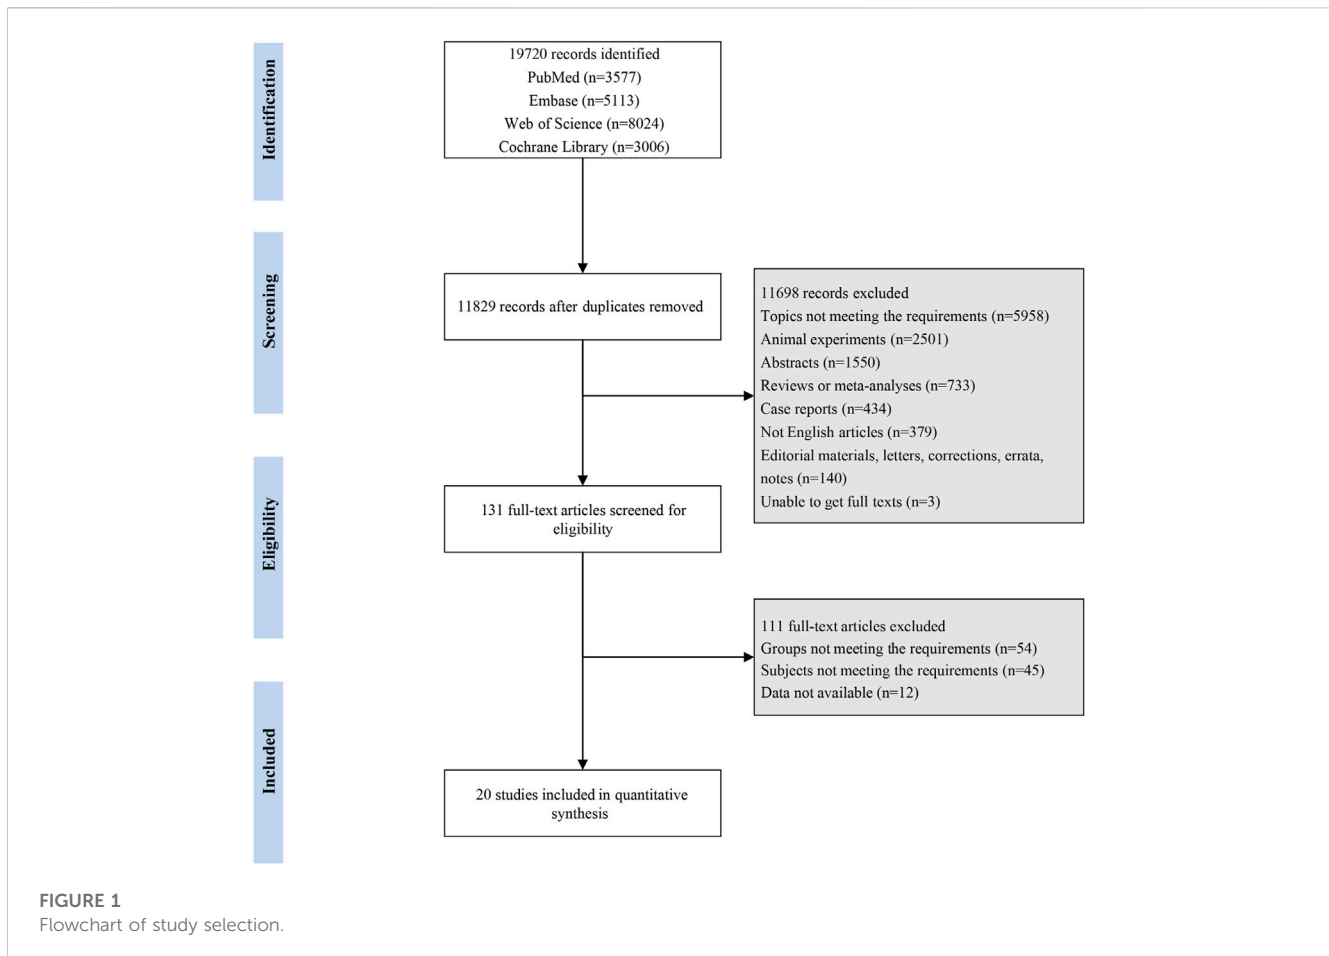 Identification
19720 records identified
PubMed (n=3577)
Embase (n=5113)
Web of Science (n=8024)
Cochrane Library (n=3006)
Screening
11829 records after duplicates removed
11698 records excluded
Topics not meeting the requirements (n=5958)
Animal experiments (n=2501)
Abstracts (n=1550)
Reviews or meta-analyses (n=733)
Case reports (n=434)
Not English articles (n=379)
Editorial materials, letters, corrections, errata,
notes (n=140)
Unable to get full texts (n=3)
Eligibility
131 full-text articles screened for
eligibility
111 full-text articles excluded
Groups not meeting the requirements (n=54)
Subjects not meeting the requirements (n=45)
Data not available (n=12)
Included
20 studies included in quantitative
synthesis
FIGURE 1
Flowchart of study selection.